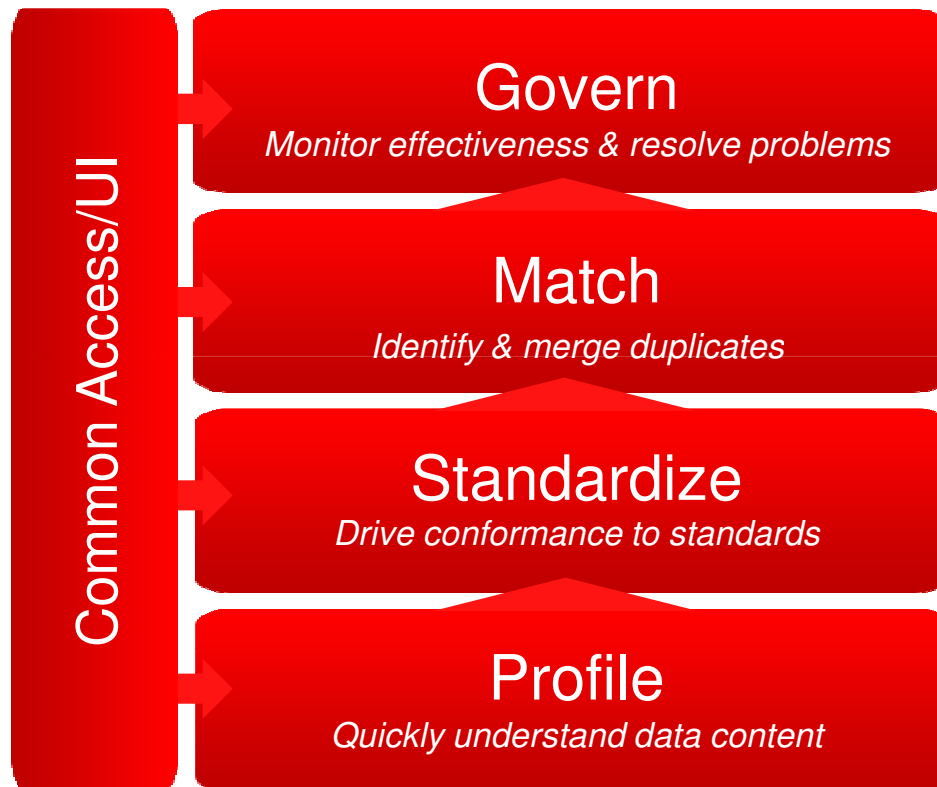 Common Access/UI
Govern
Monitor effectiveness & resolve problems
Match
Identify & merge duplicates
Standardize
Drive conformance to standards
Profile
Quickly understand data content